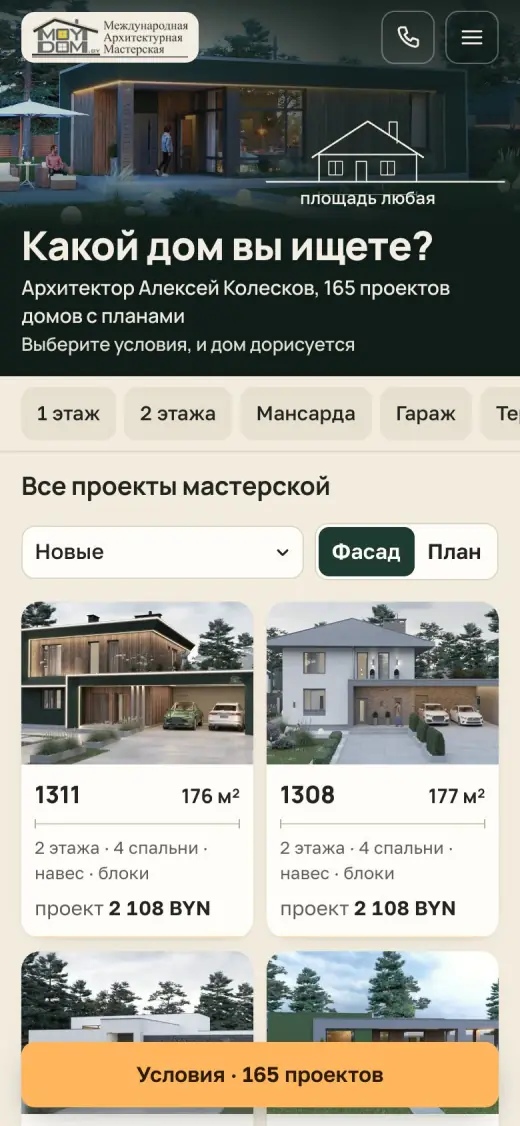 MOY DOM.BY
Международная
Архитектурная
Мастерская
площадь любая
Какой дом вы ищете?
Архитектор Алексей Колесков, 165 проектов
домов с планами
Выберите условия, и дом дорисуется
1 этаж
2 этажа
Мансарда
Гараж
Те
Все проекты мастерской
Новые
Фасад
План
1311
176 м²
2 этажа · 4 спальни ·
навес · блоки
проект 2 108 BYN
1308
177 м²
2 этажа · 4 спальни ·
навес · блоки
проект 2 108 BYN
Условия · 165 проектов